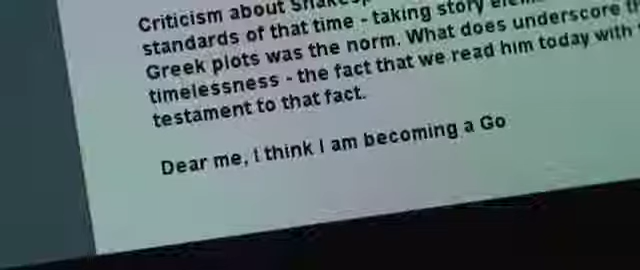 Criticism about
standards of that time - taking story
Greek plots was the norm. What does underscore
timelessness - the fact that we read him today with
testament to that fact.
Dear me, I think I am becoming a Go